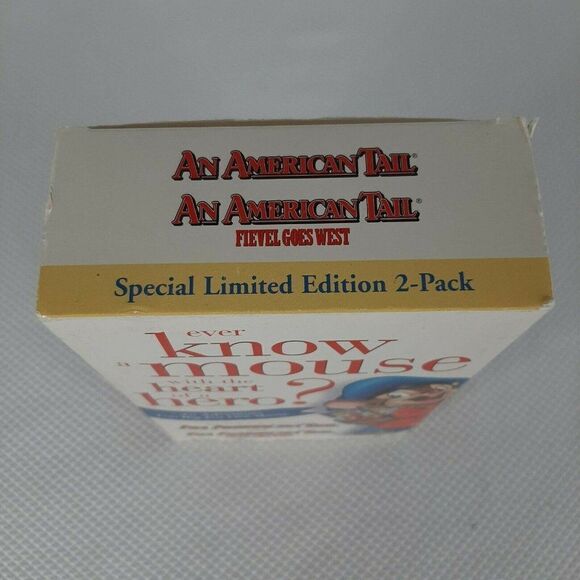 AN AMERICAN TAIL®
AN AMERICAN TAIL®
FIEVEL GOES WEST
Special Limited Edition 2-Pack
ever
know
a mouse
with the
heart
of a
hero?